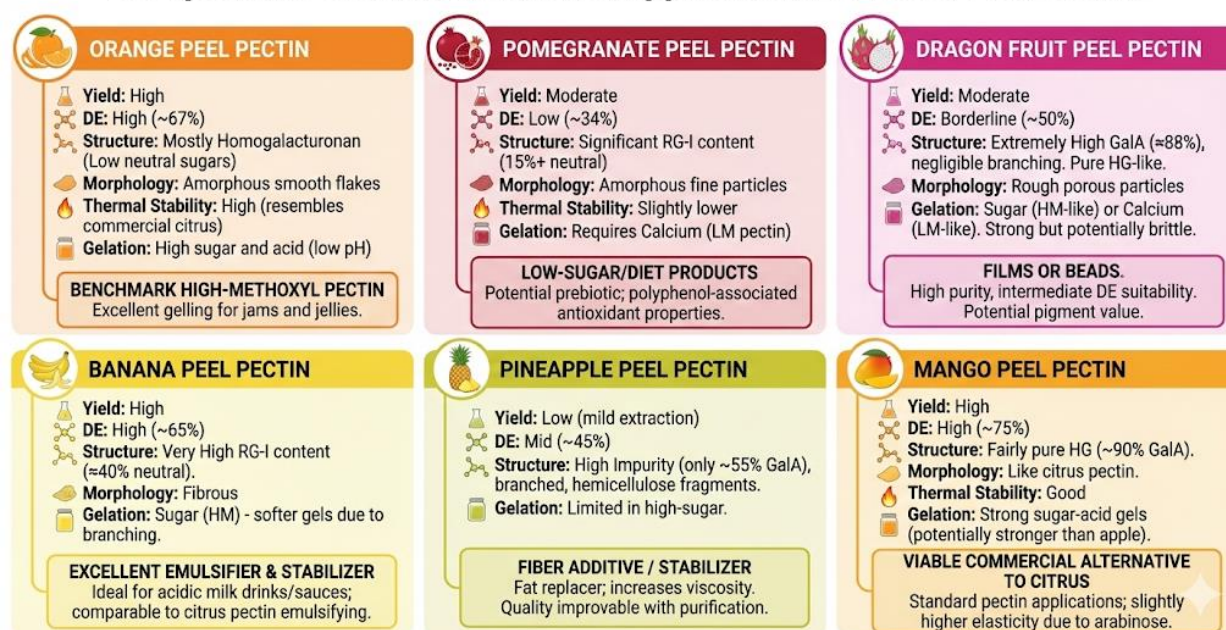 ORANGE PEEL PECTIN
Yield: High
DE: High (~67%)
Structure: Mostly Homogalacturonan
(Low neutral sugars)
Morphology: Amorphous smooth flakes
Thermal Stability: High (resembles
commercial citrus)
Gelation: High sugar and acid (low pH)
BENCHMARK HIGH-METHOXYL PECTIN
Excellent gelling for jams and jellies.
POMEGRANATE PEEL PECTIN
Yield: Moderate
DE: Low (~34%)
Structure: Significant RG-I content
(15%+ neutral)
Morphology: Amorphous fine particles
Thermal Stability: Slightly lower
Gelation: Requires Calcium (LM pectin)
LOW-SUGAR/DIET PRODUCTS
Potential prebiotic; polyphenol-associated
antioxidant properties.
DRAGON FRUIT PEEL PECTIN
Yield: Moderate
DE: Borderline (~50%)
Structure: Extremely High GalA (≈88%),
negligible branching. Pure HG-like.
Morphology: Rough porous particles
Gelation: Sugar (HM-like) or Calcium
(LM-like). Strong but potentially brittle.
FILMS OR BEADS.
High purity, intermediate DE suitability.
Potential pigment value.
BANANA PEEL PECTIN
Yield: High
DE: High (~65%)
Structure: Very High RG-I content
(≈40% neutral).
Morphology: Fibrous
Gelation: Sugar (HM) - softer gels due to
branching.
EXCELLENT EMULSIFIER & STABILIZER
Ideal for acidic milk drinks/sauces;
comparable to citrus pectin emulsifying.
PINEAPPLE PEEL PECTIN
Yield: Low (mild extraction)
DE: Mid (~45%)
Structure: High Impurity (only ~55% GalA),
branched, hemicellulose fragments.
Gelation: Limited in high-sugar.
FIBER ADDITIVE / STABILIZER
Fat replacer; increases viscosity.
Quality improvable with purification.
MANGO PEEL PECTIN
Yield: High
DE: High (~75%)
Structure: Fairly pure HG (~90% GalA).
Morphology: Like citrus pectin.
Thermal Stability: Good
Gelation: Strong sugar-acid gels
(potentially stronger than apple).
VIABLE COMMERCIAL ALTERNATIVE
TO CITRUS
Standard pectin applications; slightly
higher elasticity due to arabinose.